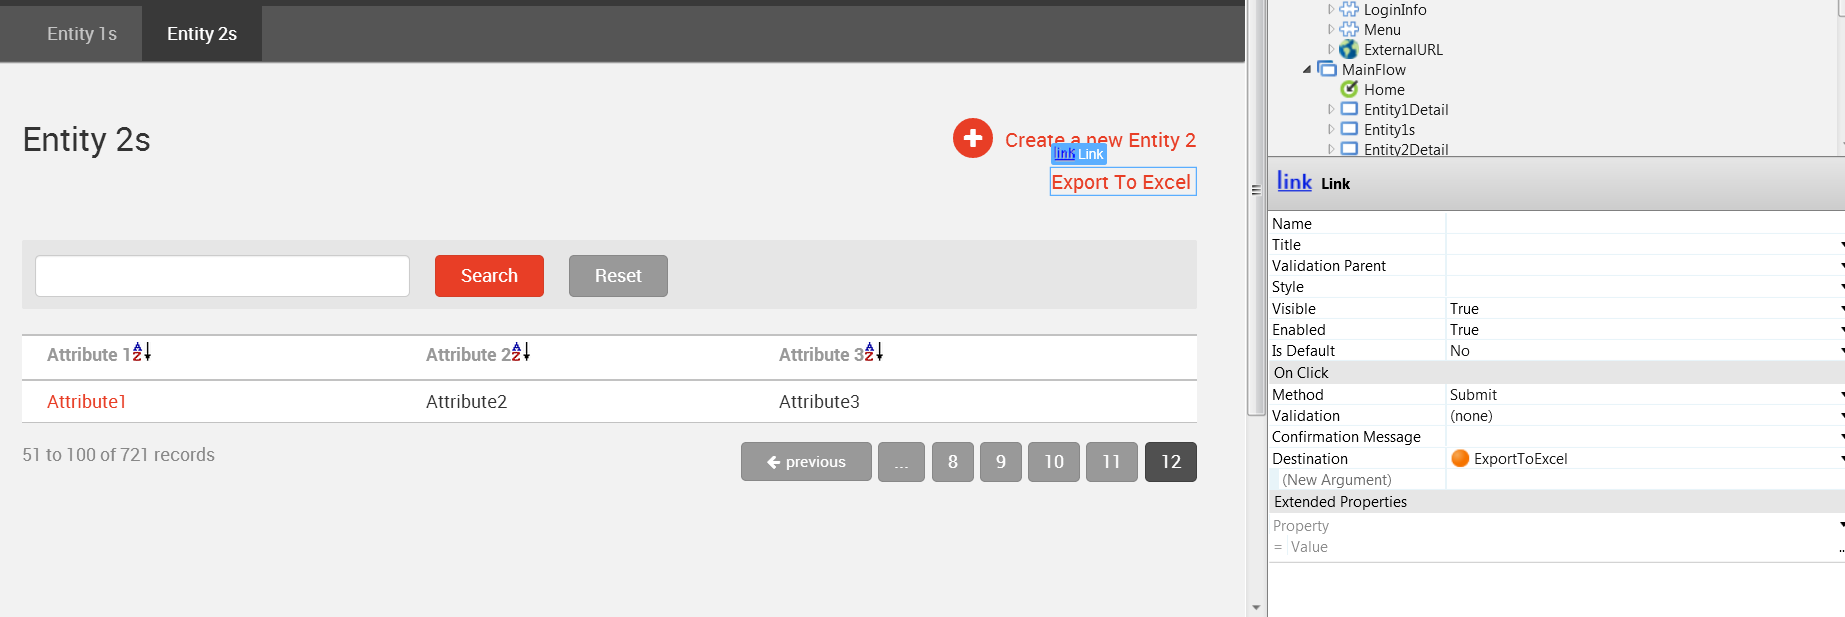 Entity 1s
Entity 2s
Entity 2s
Create a new Entity 2
link Link
Export To Excel
Search
Reset
Attribute 1 AZ Attribute 2 AZ Attribute 3 AZ
Attribute1 Attribute2 Attribute3
51 to 100 of 721 records
previous ... 8 9 10 11 12
LoginInfo
Menu
ExternalURL
MainFlow
Home
Entity1Detail
Entity1s
Entity2Detail
link Link
Name
Title
Validation Parent
Style
Visible True
Enabled True
Is Default No
On Click
Method Submit
Validation (none)
Confirmation Message
Destination ExportToExcel
(New Argument)
Extended Properties
Property
= Value
..